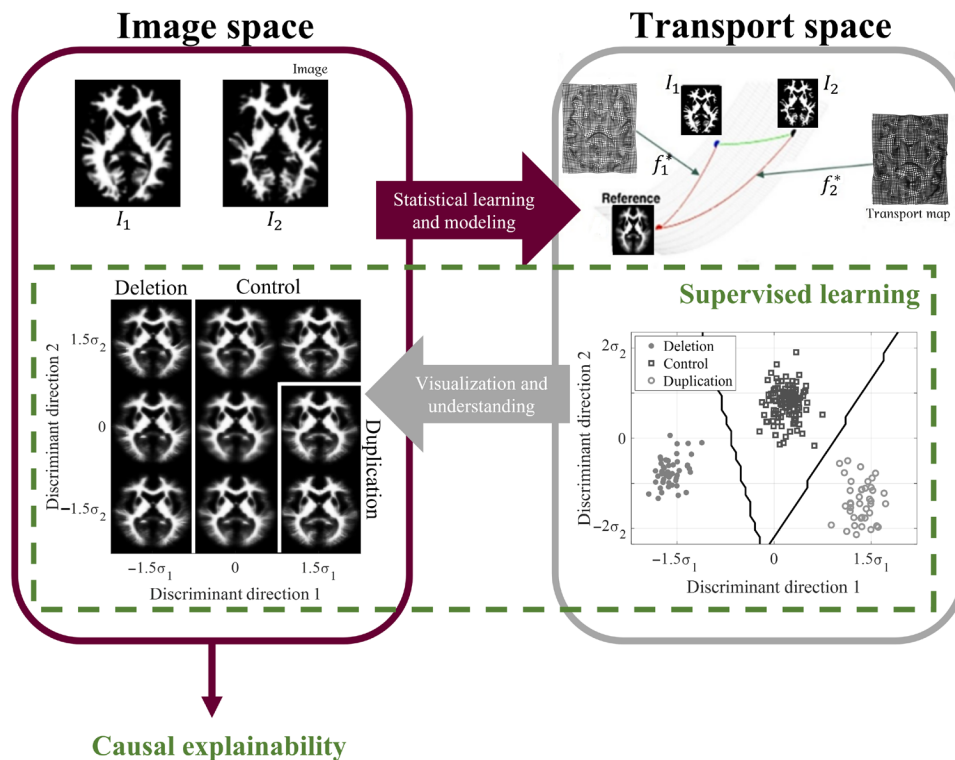 Image space
Transport space
Image
I₁
I₂
Statistical learning
and modeling
I₁
I₂
f₁*
f₂*
Reference
Transport map
Supervised learning
Deletion
Control
Duplication
1.5σ₂
0
−1.5σ₂
Discriminant direction 2
−1.5σ₁
0
1.5σ₁
Discriminant direction 1
Visualization and
understanding
Deletion
Control
Duplication
2σ₂
0
−2σ₂
Discriminant direction 2
−1.5σ₁
0
1.5σ₁
Discriminant direction 1
Causal explainability